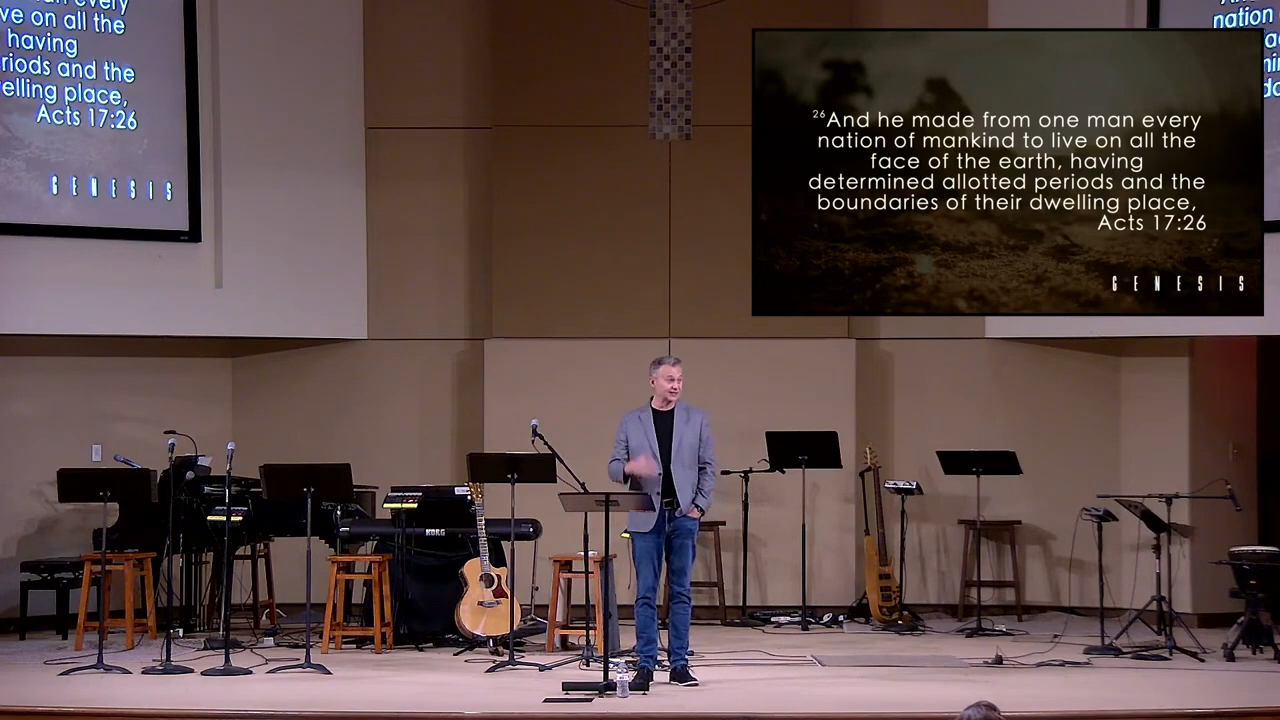 man every
ve on all the
having
riods and the
elling place,
Acts 17:26
GENESIS
26And he made from one man every
nation of mankind to live on all the
face of the earth, having
determined allotted periods and the
boundaries of their dwelling place,
Acts 17:26
GENESIS
nation
KORG